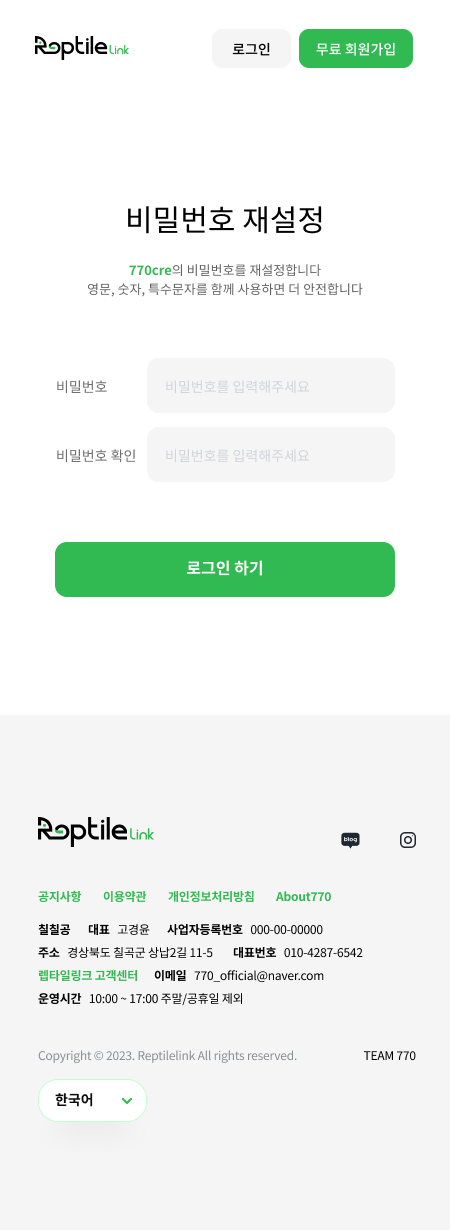 Reptile Link
로그인
무료 회원가입
비밀번호 재설정
770cre의 비밀번호를 재설정합니다
영문, 숫자, 특수문자를 함께 사용하면 더 안전합니다
비밀번호
비밀번호를 입력해주세요
비밀번호 확인
비밀번호를 입력해주세요
로그인 하기
Reptile Link
blog
공지사항 이용약관 개인정보처리방침 About770
칠칠공 대표 고경윤 사업자등록번호 000-00-00000
주소 경상북도 칠곡군 상납2길 11-5 대표번호 010-4287-6542
렙타일링크 고객센터 이메일 770_official@naver.com
운영시간 10:00 ~ 17:00 주말/공휴일 제외
Copyright © 2023. Reptilelink All rights reserved. TEAM 770
한국어